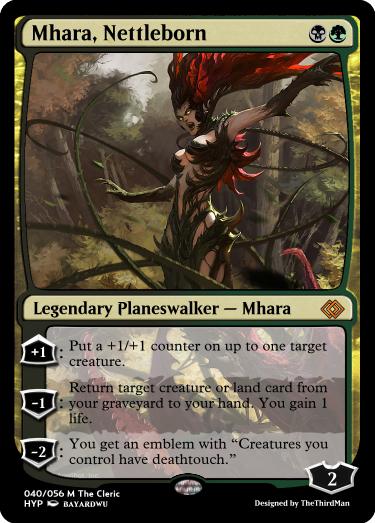 Mhara, Nettleborn
Legendary Planeswalker — Mhara
+1: Put a +1/+1 counter on up to one target
creature.
-1: Return target creature or land card from
your graveyard to your hand. You gain 1
life.
-2: You get an emblem with “Creatures you
control have deathtouch.”
2
040/056 M The Cleric
HYP BAYARDWU
Designed by TheThirdMan